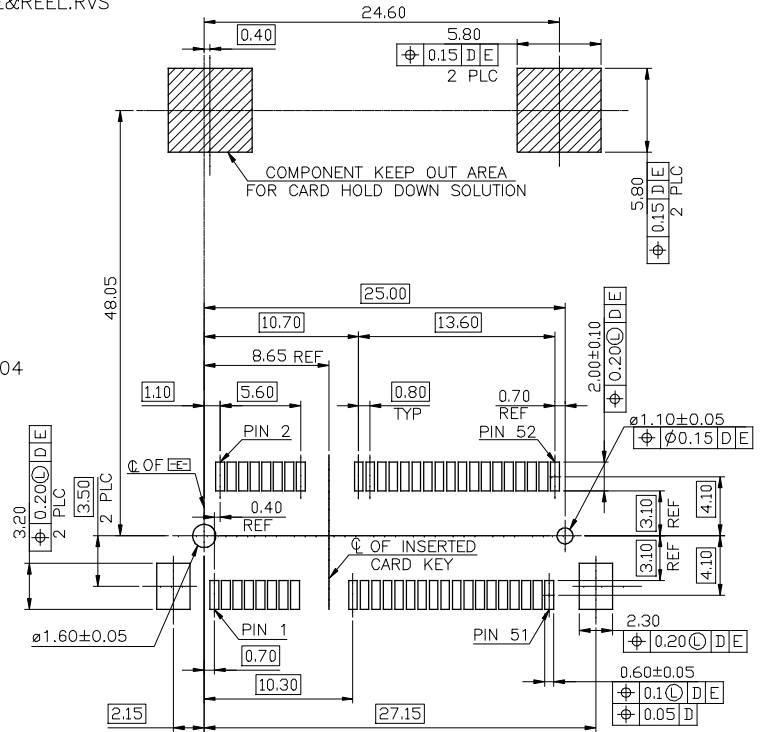 E&REEL.RVS
24.60
0.40
5.80
⌖ 0.15 D E
2 PLC
COMPONENT KEEP OUT AREA
FOR CARD HOLD DOWN SOLUTION
5.80
⌖ 0.15 D E
2 PLC
48.05
25.00
10.70
13.60
8.65 REF
2.00±0.10
⌖ 0.20Ⓛ D E
04
1.10
5.60
0.80
TYP
0.70
REF
ø1.10±0.05
⌖ Ø0.15 D E
PIN 2
PIN 52
℄ OF -E-
3.20
⌖ 0.20Ⓛ D E
2 PLC
3.50
2 PLC
0.40
REF
3.10
REF
4.10
℄ OF INSERTED
CARD KEY
3.10
REF
4.10
ø1.60±0.05
PIN 1
PIN 51
2.30
⌖ 0.20Ⓛ D E
0.70
0.60±0.05
⌖ 0.1Ⓛ D E
⌖ 0.05 D
10.30
2.15
27.15